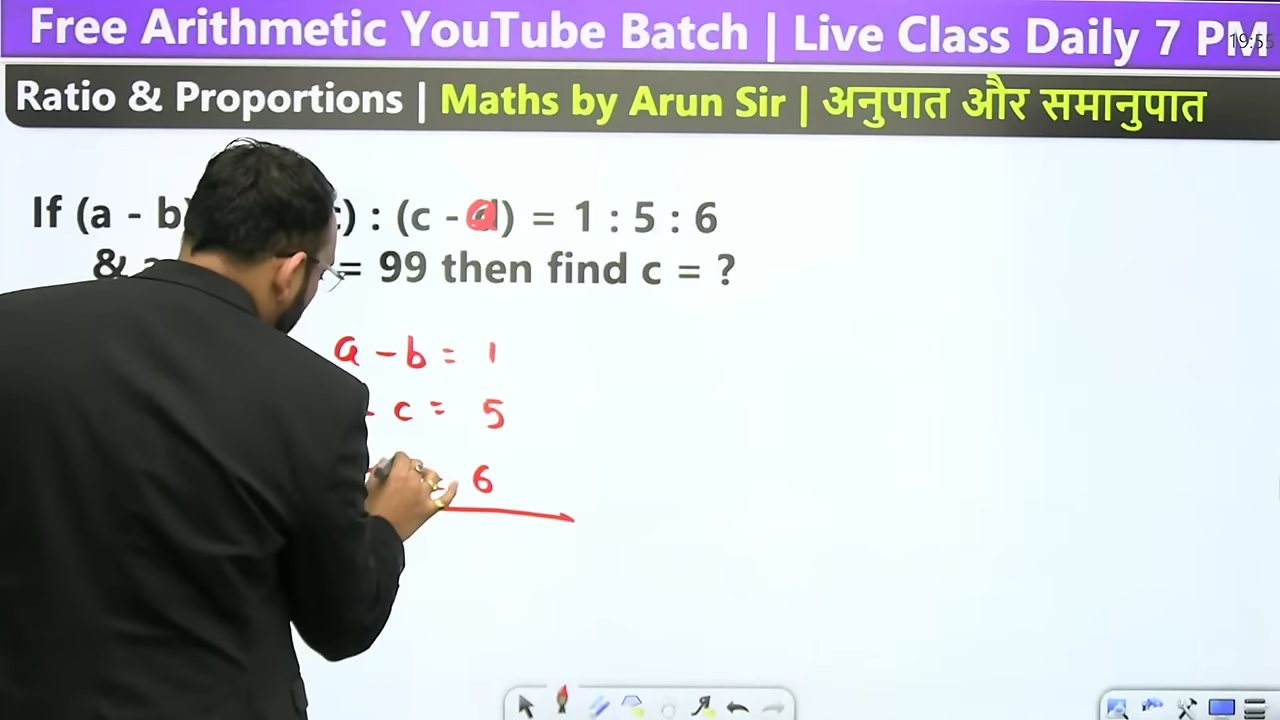 Free Arithmetic YouTube Batch | Live Class Daily 7 PM
19:55
Ratio & Proportions | Maths by Arun Sir | अनुपात और समानुपात
If (a - b) : (c - d) = 1 : 5 : 6
& = 99 then find c = ?
a - b = 1
- c = 5
6